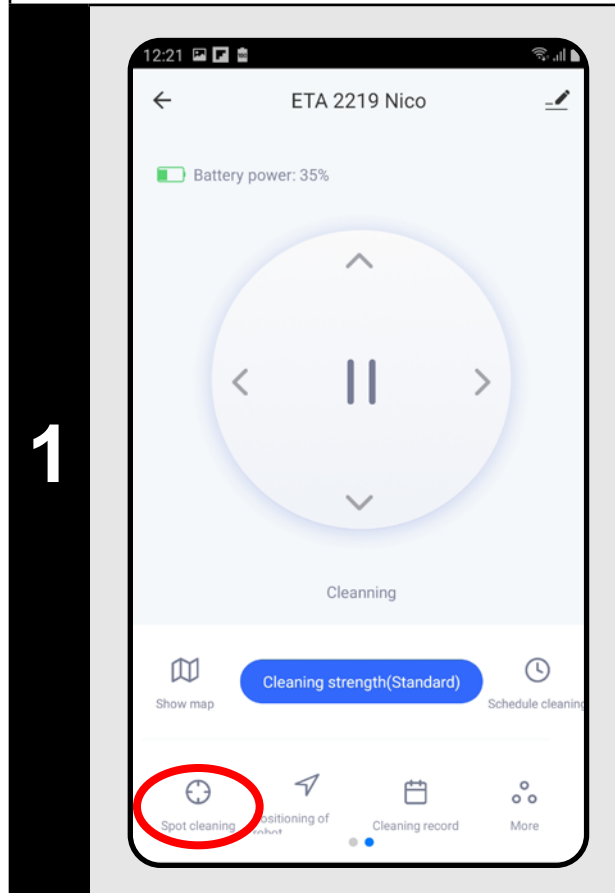 12:21
ETA 2219 Nico
Battery power: 35%
1
Cleanning
Cleaning strength(Standard)
Show map
Schedule cleaning
Spot cleaning
ositioning of
Cleaning record
More